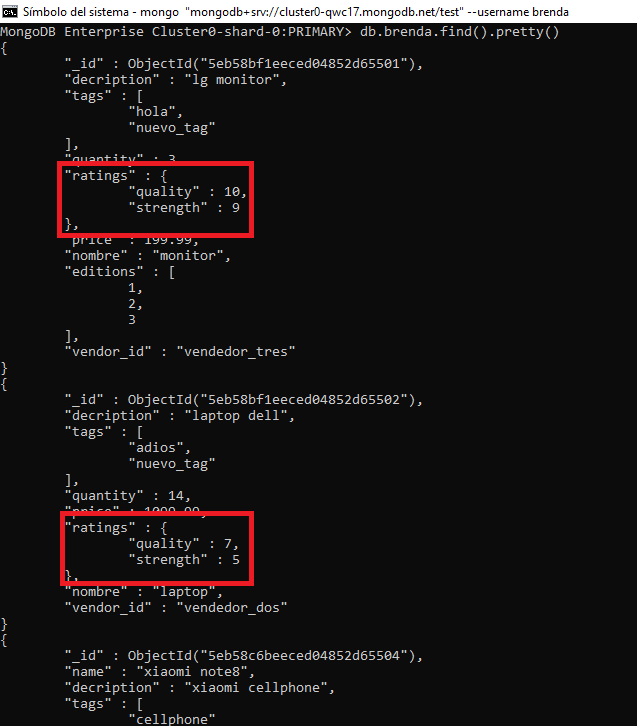 Símbolo del sistema - mongo "mongodb+srv://cluster0-qwc17.mongodb.net/test" --username brenda
MongoDB Enterprise Cluster0-shard-0:PRIMARY> db.brenda.find().pretty()
{
"_id" : ObjectId("5eb58bf1eeced04852d65501"),
"decription" : "lg monitor",
"tags" : [
"hola",
"nuevo_tag"
],
"quantity" : 3,
"ratings" : {
"quality" : 10,
"strength" : 9
},
"price" : 199.99,
"nombre" : "monitor",
"editions" : [
1,
2,
3
],
"vendor_id" : "vendedor_tres"
}
{
"_id" : ObjectId("5eb58bf1eeced04852d65502"),
"decription" : "laptop dell",
"tags" : [
"adios",
"nuevo_tag"
],
"quantity" : 14,
"price" : 1000.00,
"ratings" : {
"quality" : 7,
"strength" : 5
},
"nombre" : "laptop",
"vendor_id" : "vendedor_dos"
}
{
"_id" : ObjectId("5eb58c6beeced04852d65504"),
"name" : "xiaomi note8",
"decription" : "xiaomi cellphone",
"tags" : [
"cellphone"